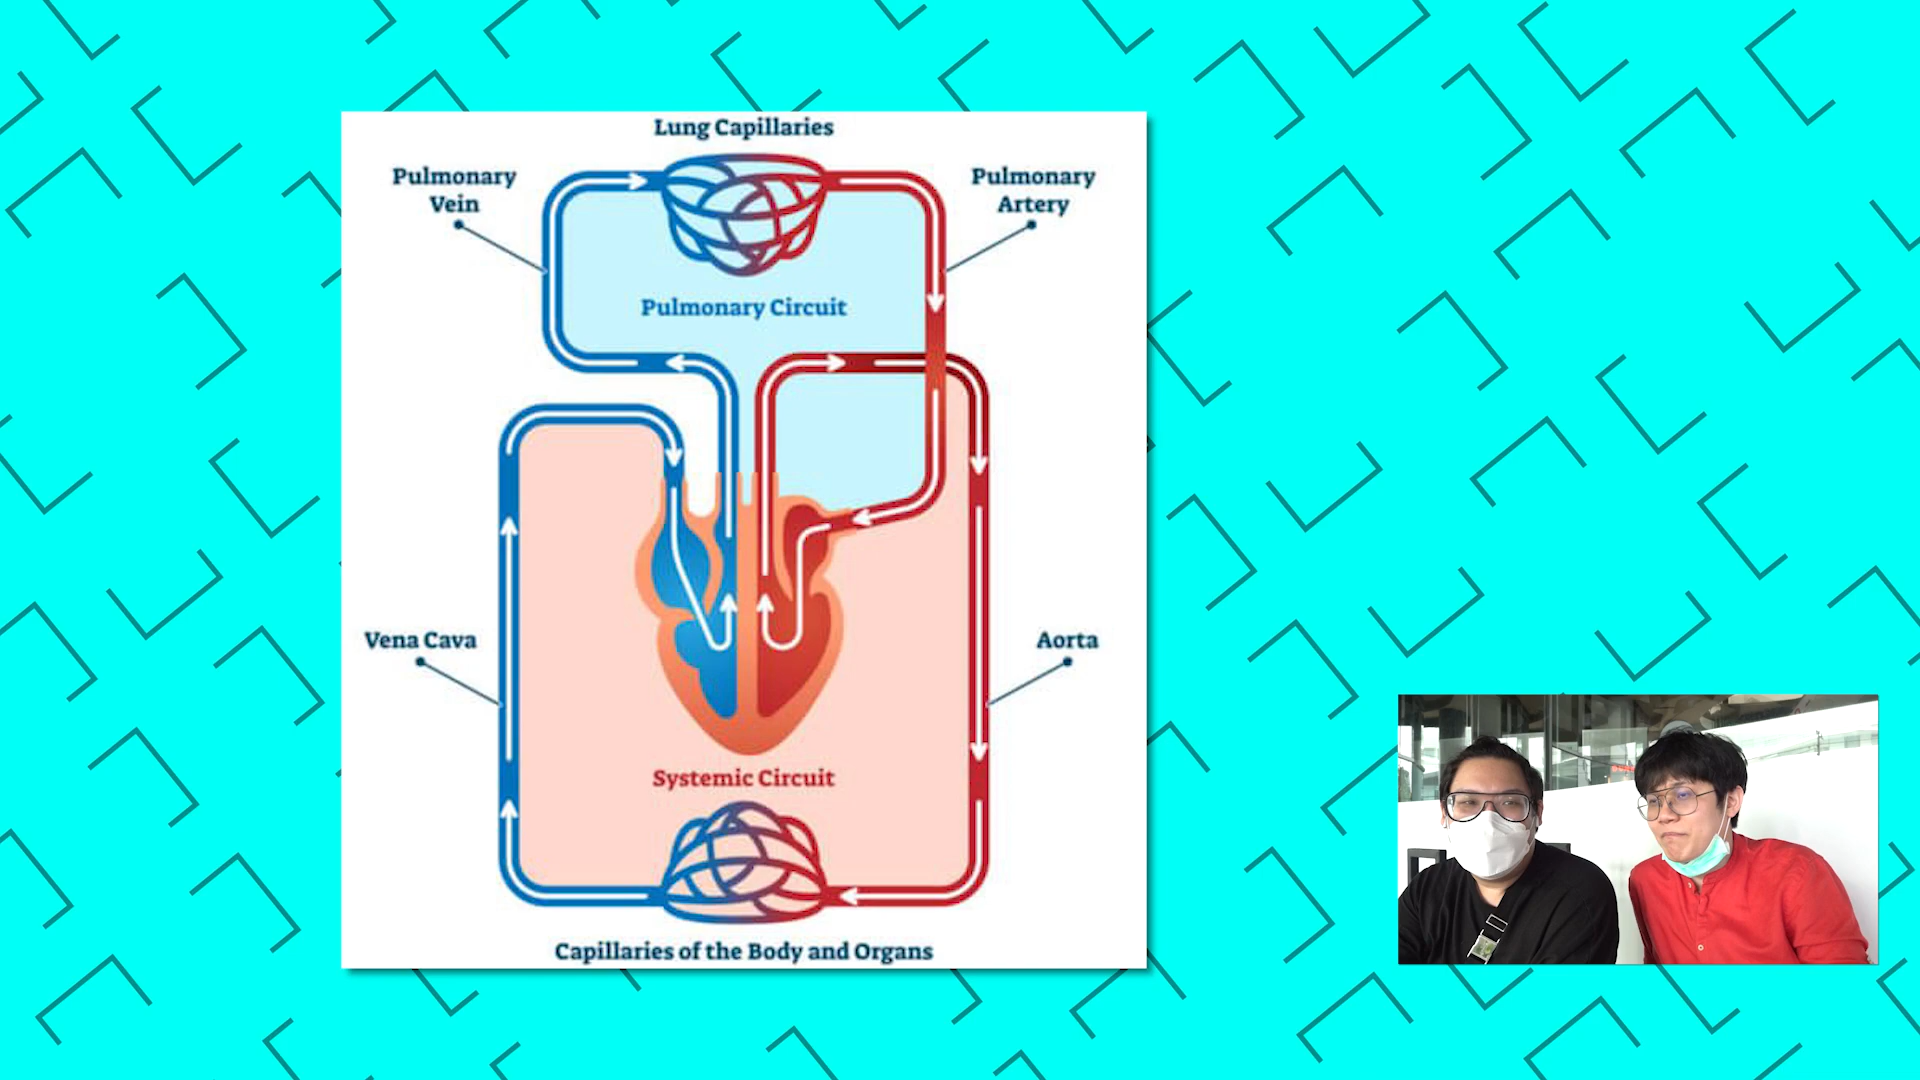 Lung Capillaries
Pulmonary
Vein
Pulmonary
Artery
Pulmonary Circuit
Vena Cava
Aorta
Systemic Circuit
Capillaries of the Body and Organs